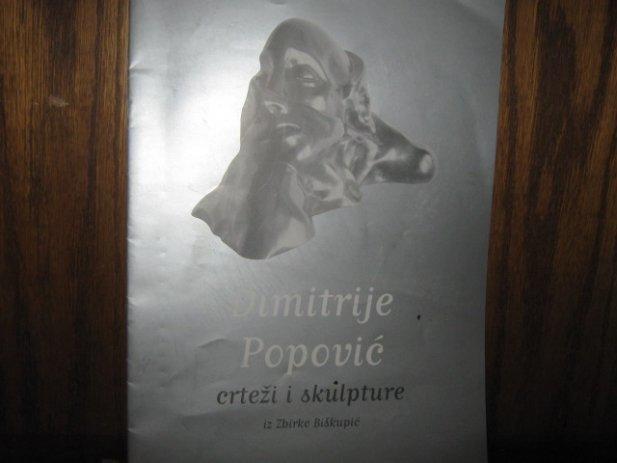 Dimitrije
Popović
crteži i skulpture
iz Zbirke Biškupić